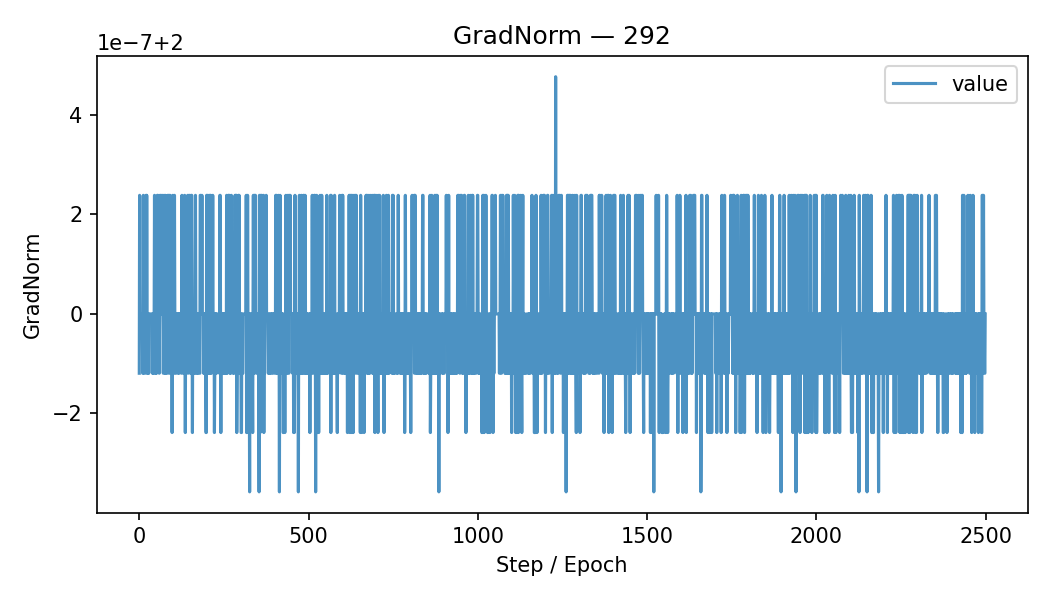 GradNorm — 292
1e−7+2
value
4
2
0
−2
GradNorm
0 500 1000 1500 2000 2500
Step / Epoch